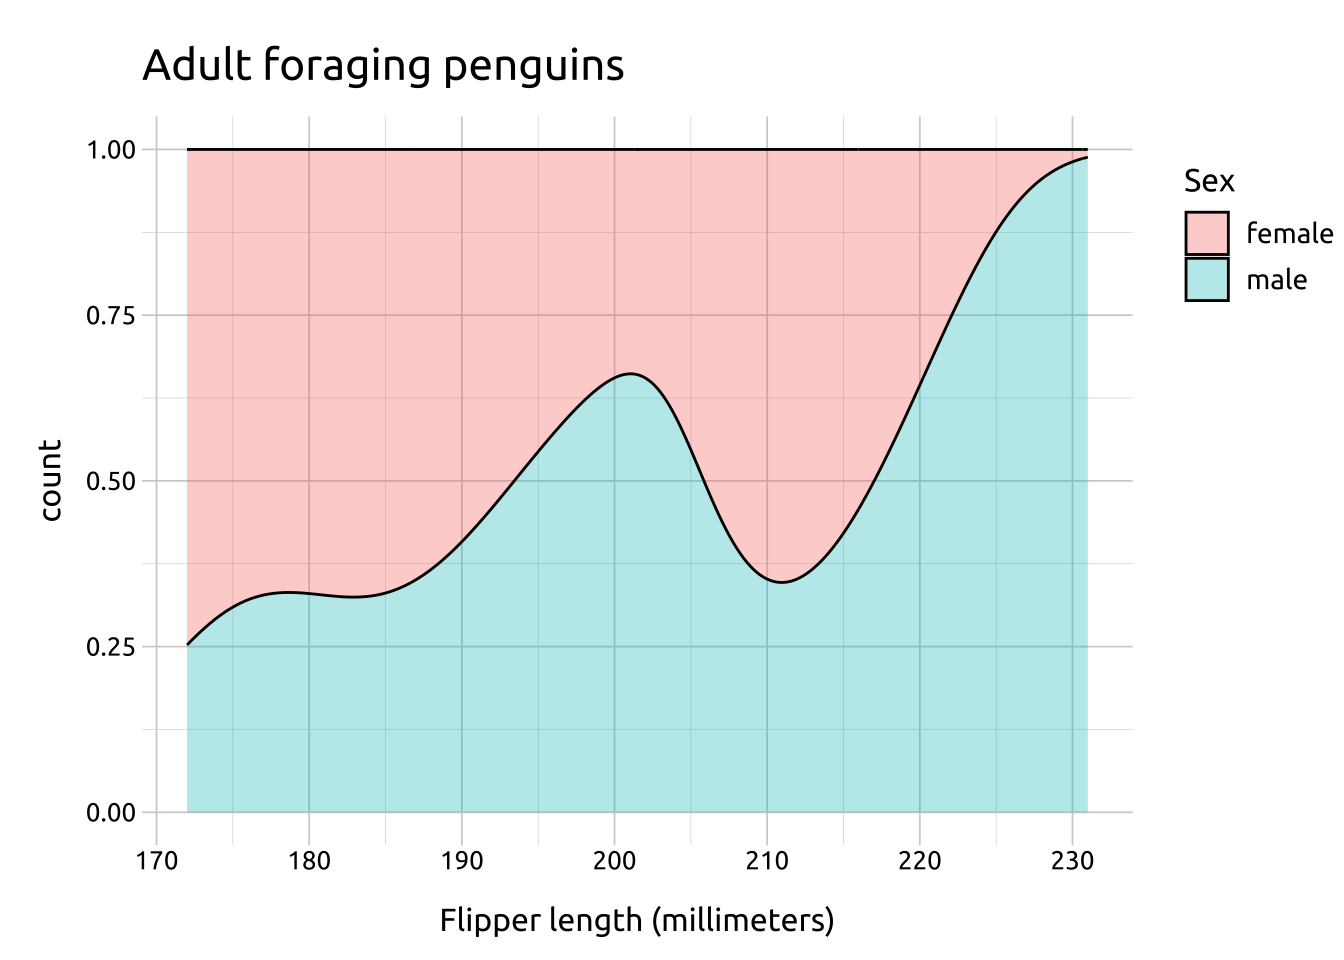 Adult foraging penguins
1.00
0.75
0.50
0.25
0.00
count
170 180 190 200 210 220 230
Flipper length (millimeters)
Sex
female
male